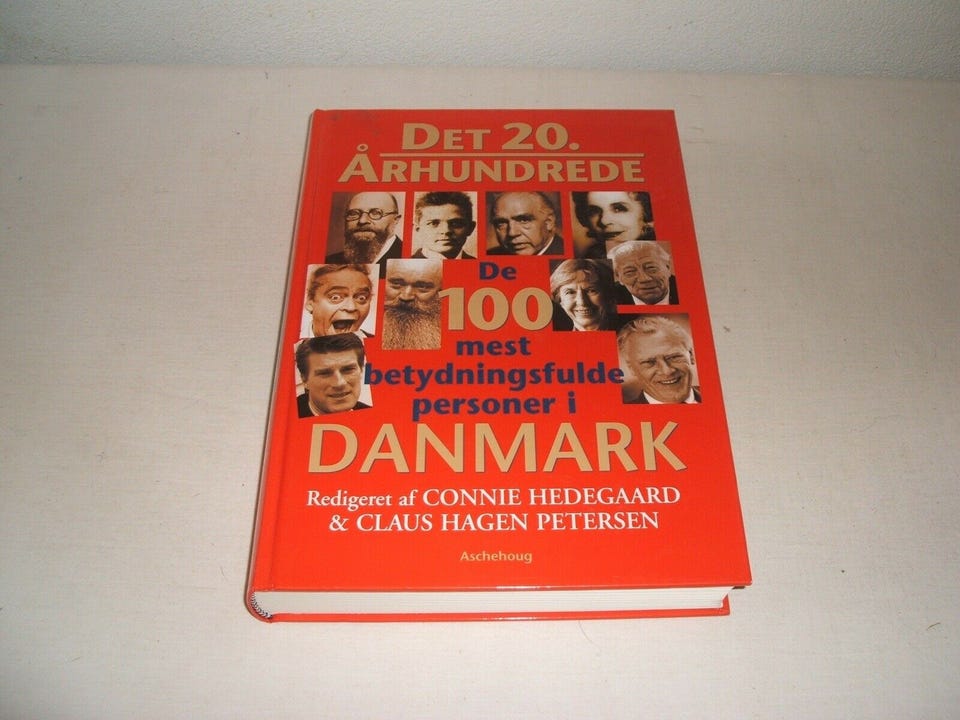 DET 20.
ÅRHUNDREDE
De
100
mest
betydningsfulde
personer i
DANMARK
Redigeret af CONNIE HEDEGAARD
& CLAUS HAGEN PETERSEN
Aschehoug